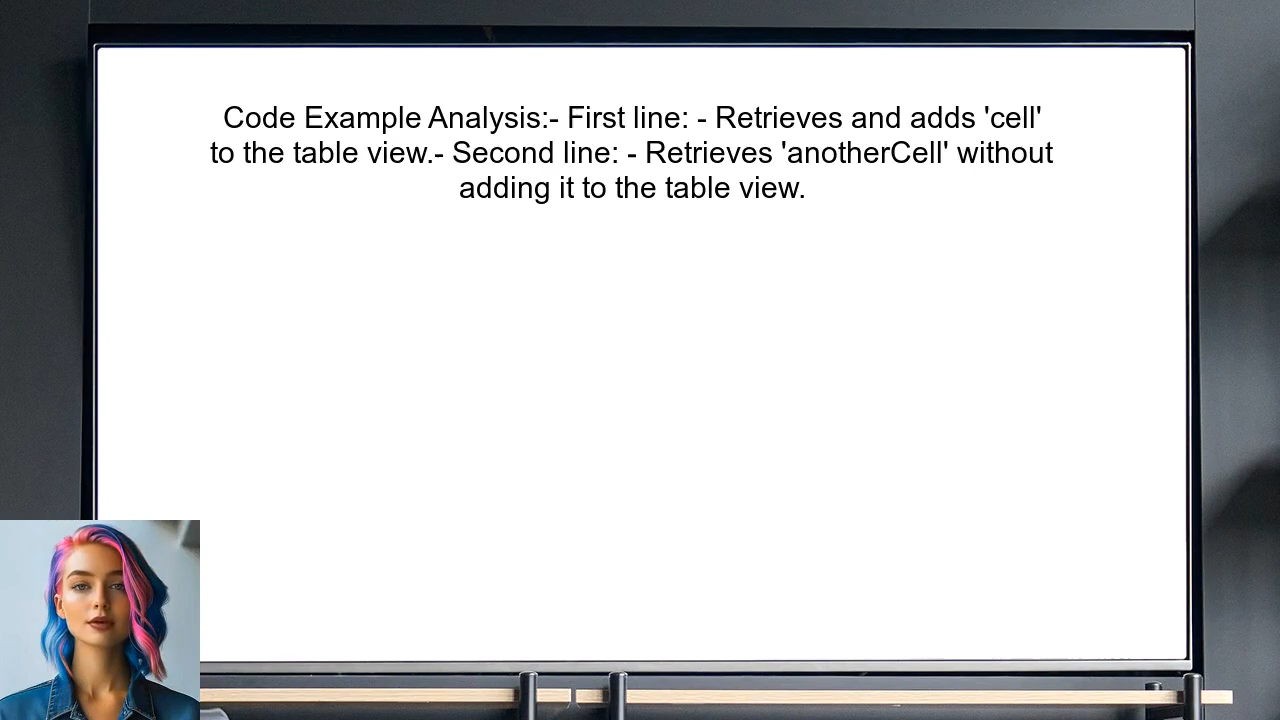 Code Example Analysis:- First line: - Retrieves and adds 'cell'
to the table view.- Second line: - Retrieves 'anotherCell' without
adding it to the table view.